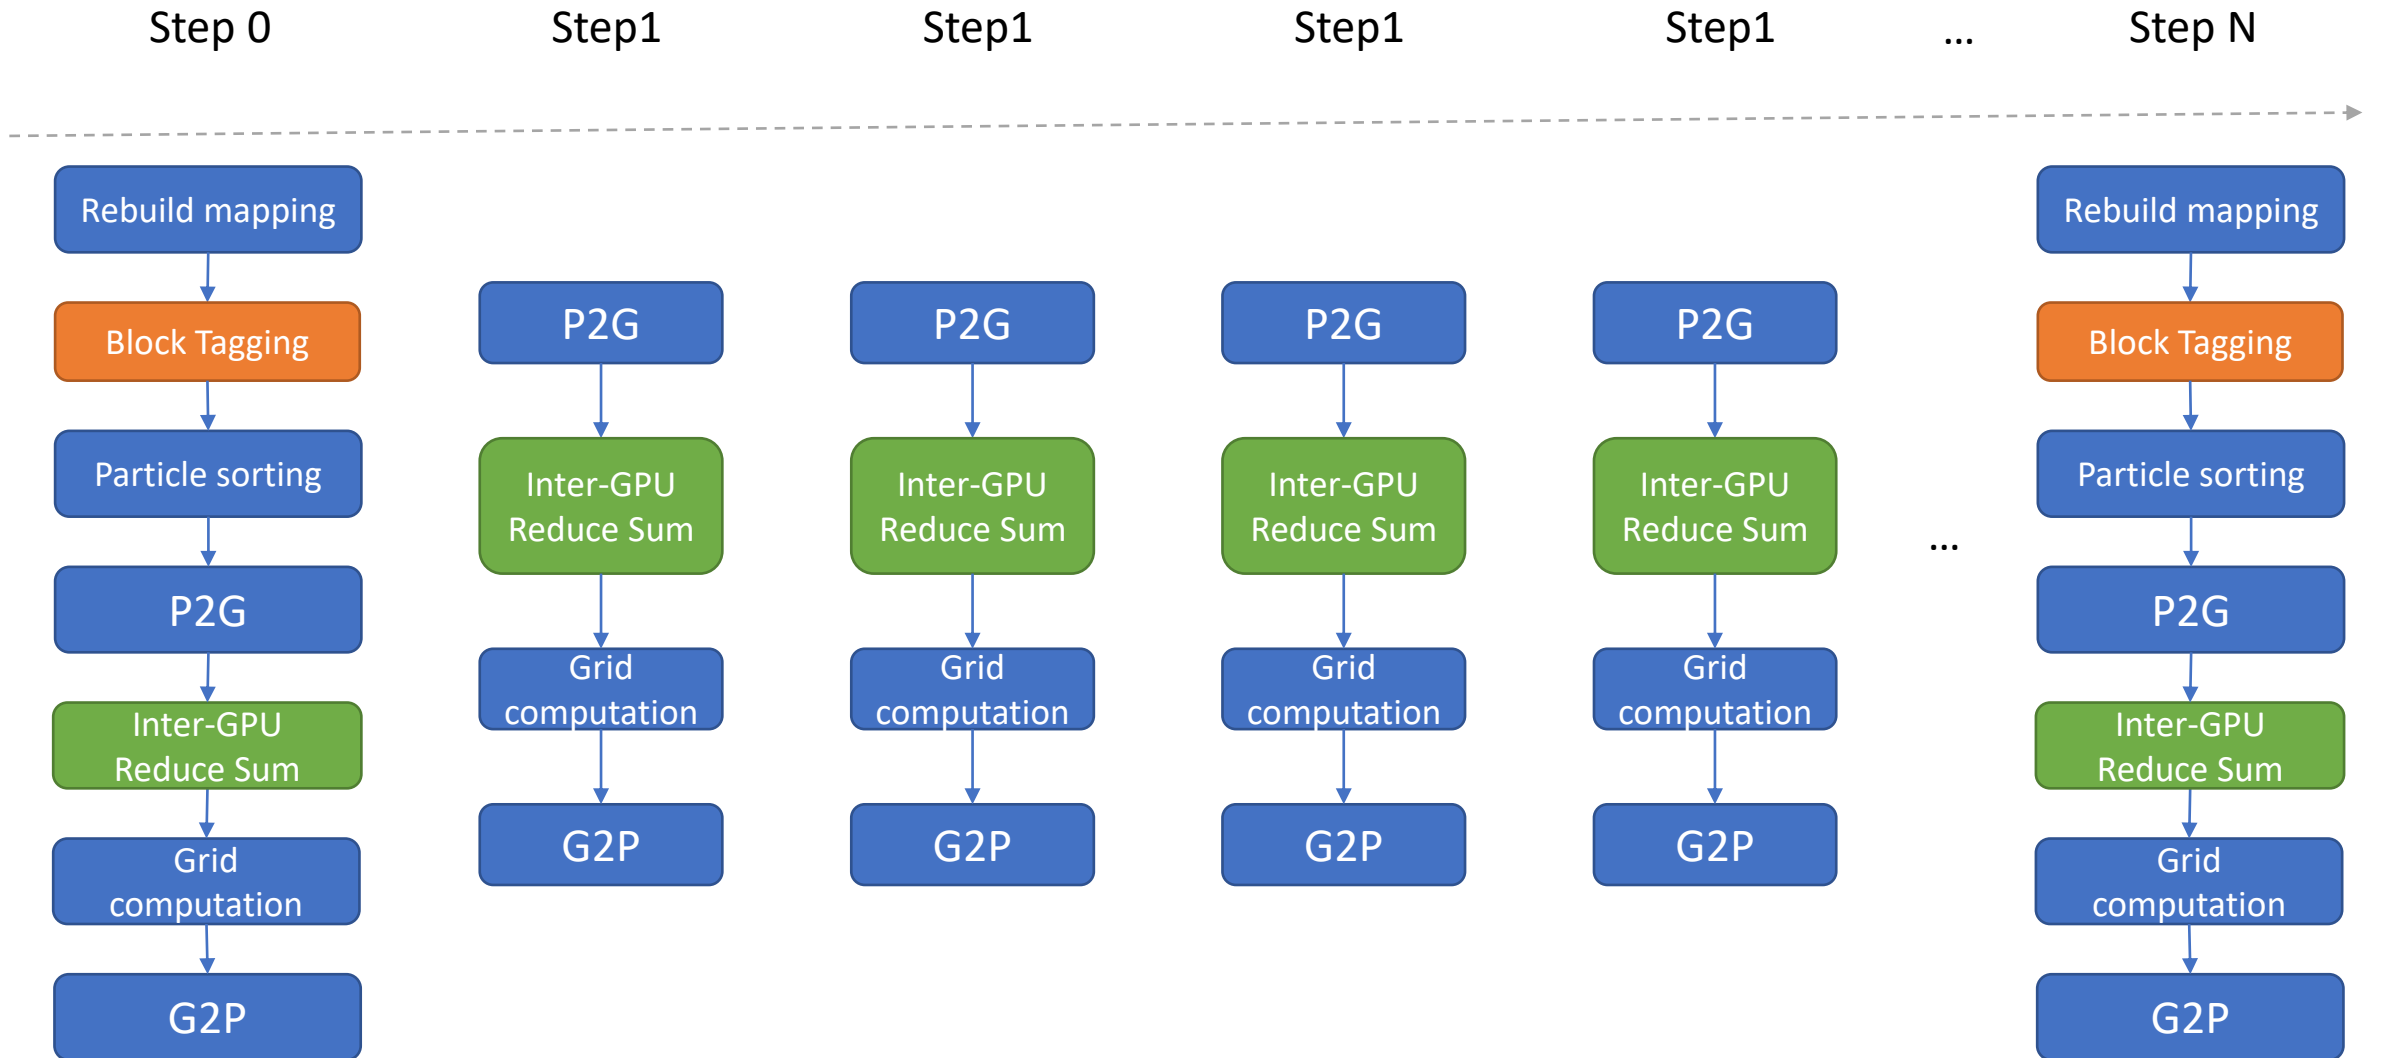 Step 0
Step1
Step1
Step1
Step1
...
Step N
Rebuild mapping
Block Tagging
Particle sorting
P2G
Inter-GPU
Reduce Sum
Grid
computation
G2P
P2G
Inter-GPU
Reduce Sum
Grid
computation
G2P
P2G
Inter-GPU
Reduce Sum
Grid
computation
G2P
P2G
Inter-GPU
Reduce Sum
Grid
computation
G2P
P2G
Inter-GPU
Reduce Sum
Grid
computation
G2P
...
Rebuild mapping
Block Tagging
Particle sorting
P2G
Inter-GPU
Reduce Sum
Grid
computation
G2P